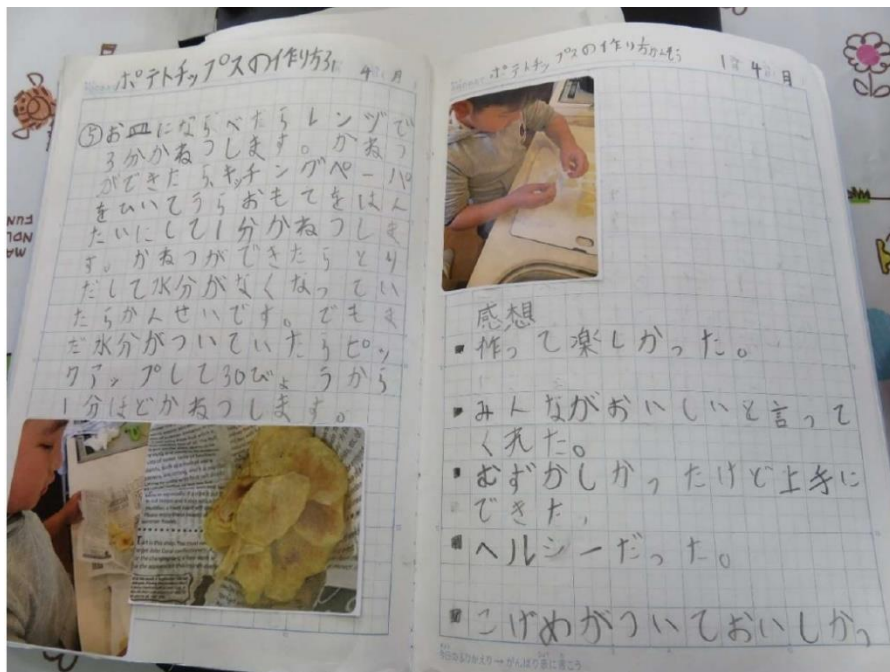 ポテトチップスの作り方3
4 月
⑤お皿にならべたらレンヅで
3分かねつします。かねつ
ができたら、キッチングペーパ
をひいてうらおもてをはん
たいにして1分かねつしま
す。かねつができたらとり
だして水分がなくなってい
たらかんせいです。でもま
だ水分がついていたらピッ
クアップして30びょうから
1分ほどかねつします。
ポテトチップスの作り方かんそう
1 4 月
感想
作って楽しかった。
みんながおいしいと言って
くれた。
むずかしかったけど上手に
できた、
ヘルシーだった。
こげめがついておいしかっ